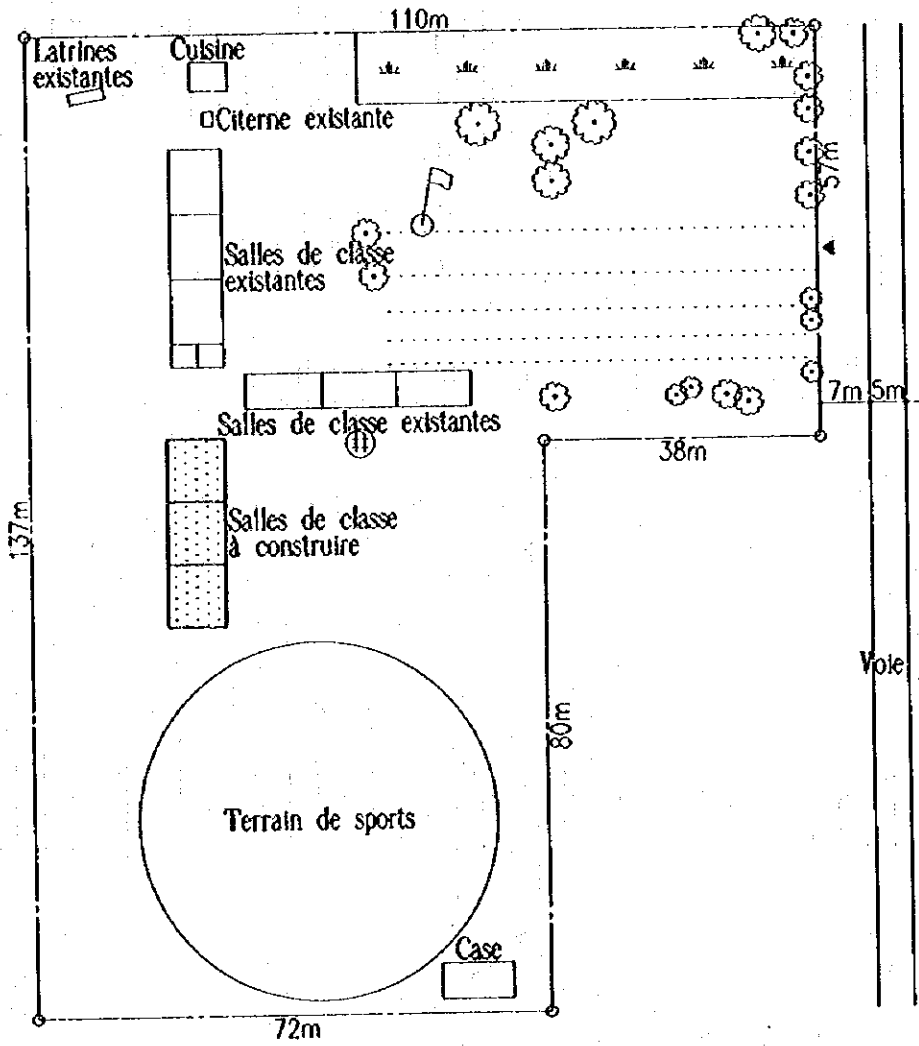 110m
Latrines
existantes
Cuisine
Citerne existante
57m
Salles de classe
existantes
7m 5m
Salles de classe existantes
38m
137m
Salles de classe
à construire
Voie
80m
Terrain de sports
Case
72m